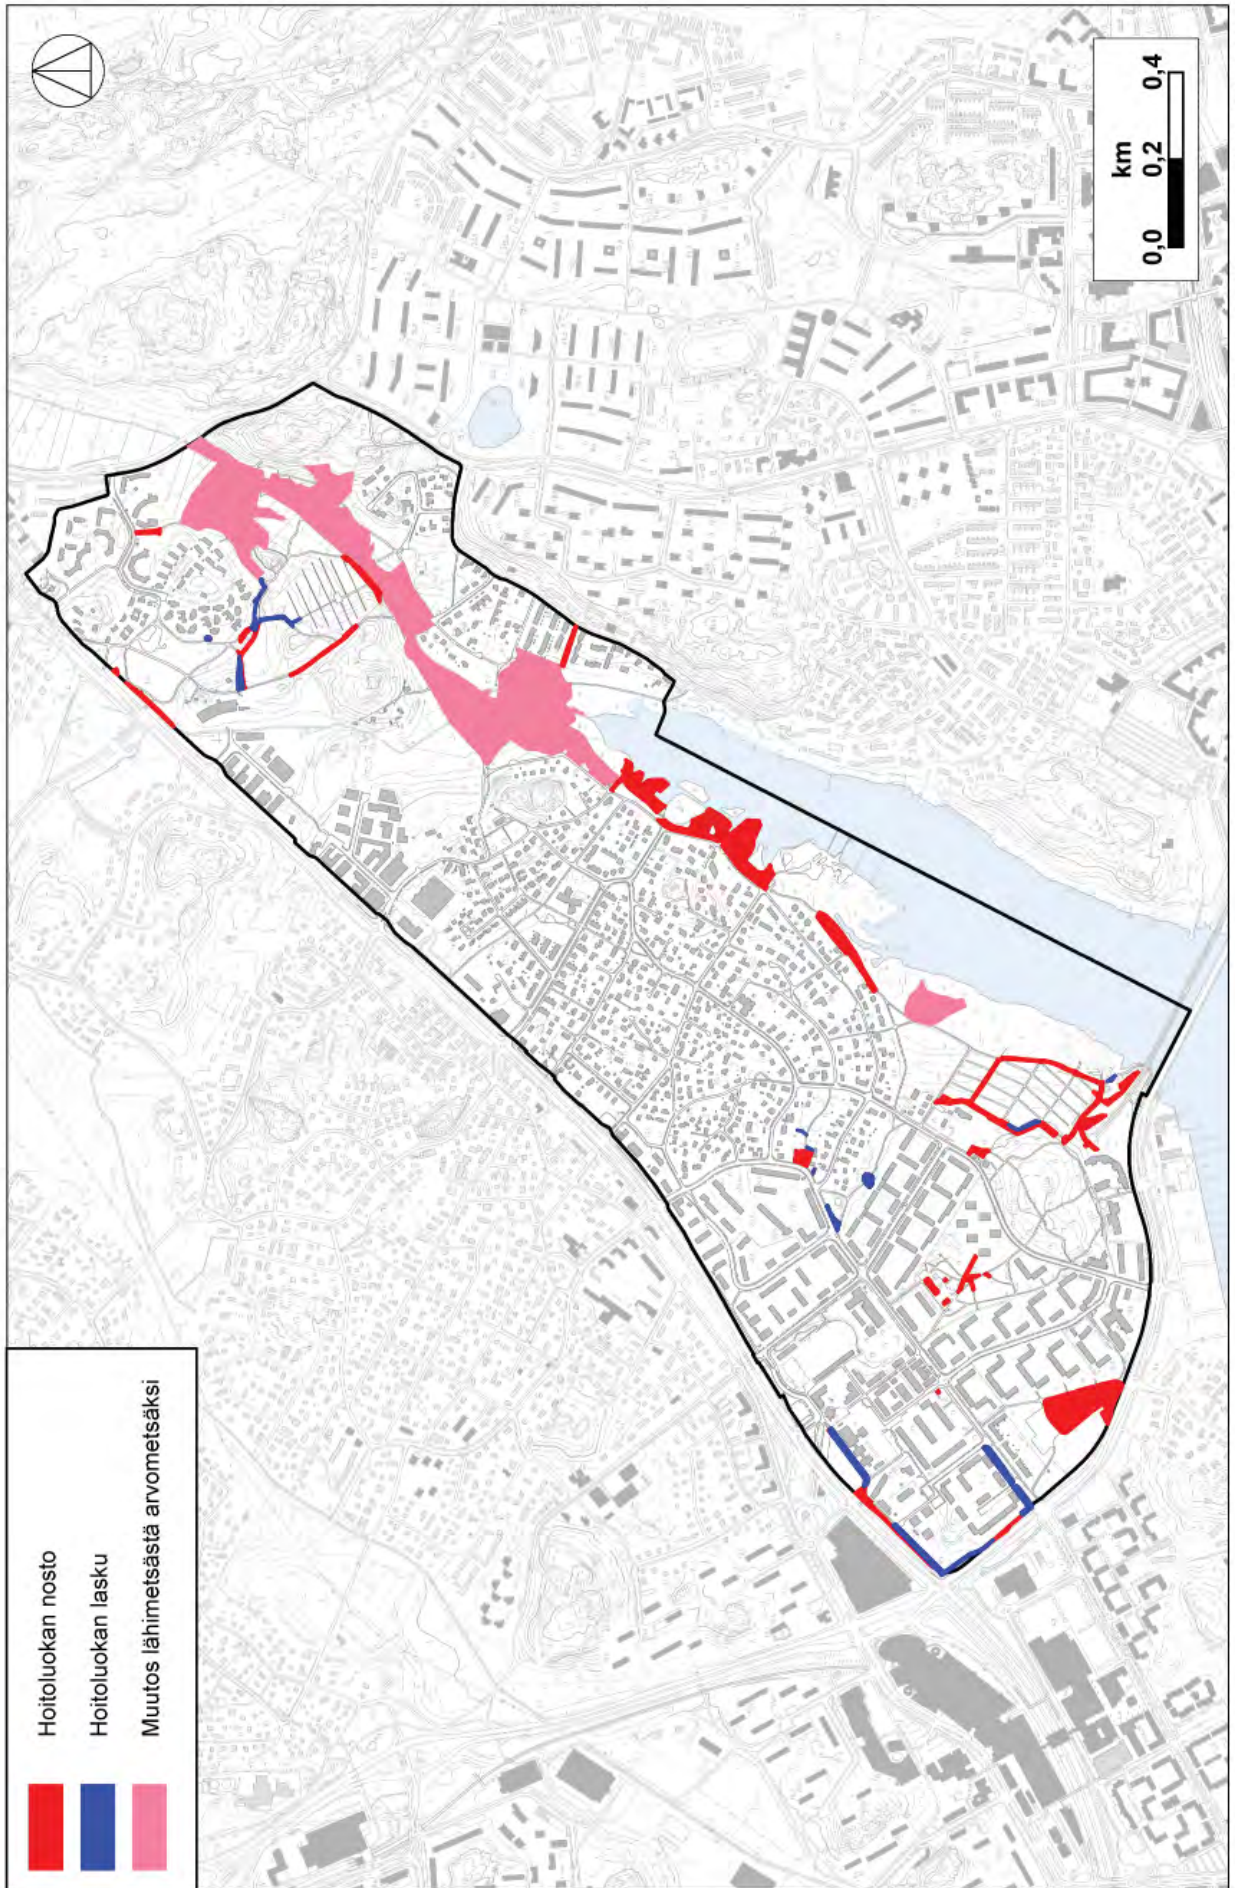 Hoitoluokan nosto
Hoitoluokan lasku
Muutos lähimetsästä arvometsäksi
km
0,0 0,2 0,4